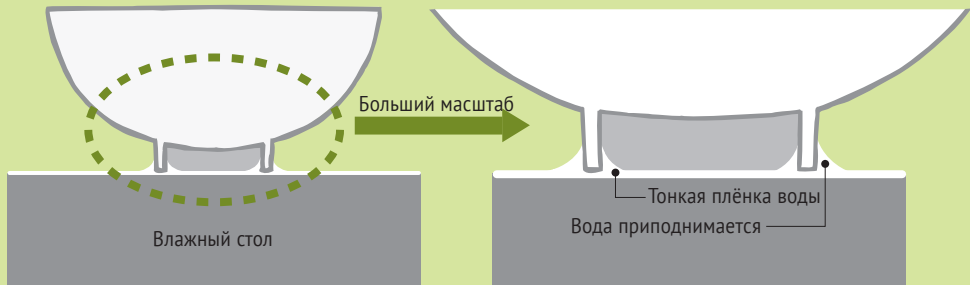 Больший масштаб
Тонкая плёнка воды
Вода приподнимается
Влажный стол